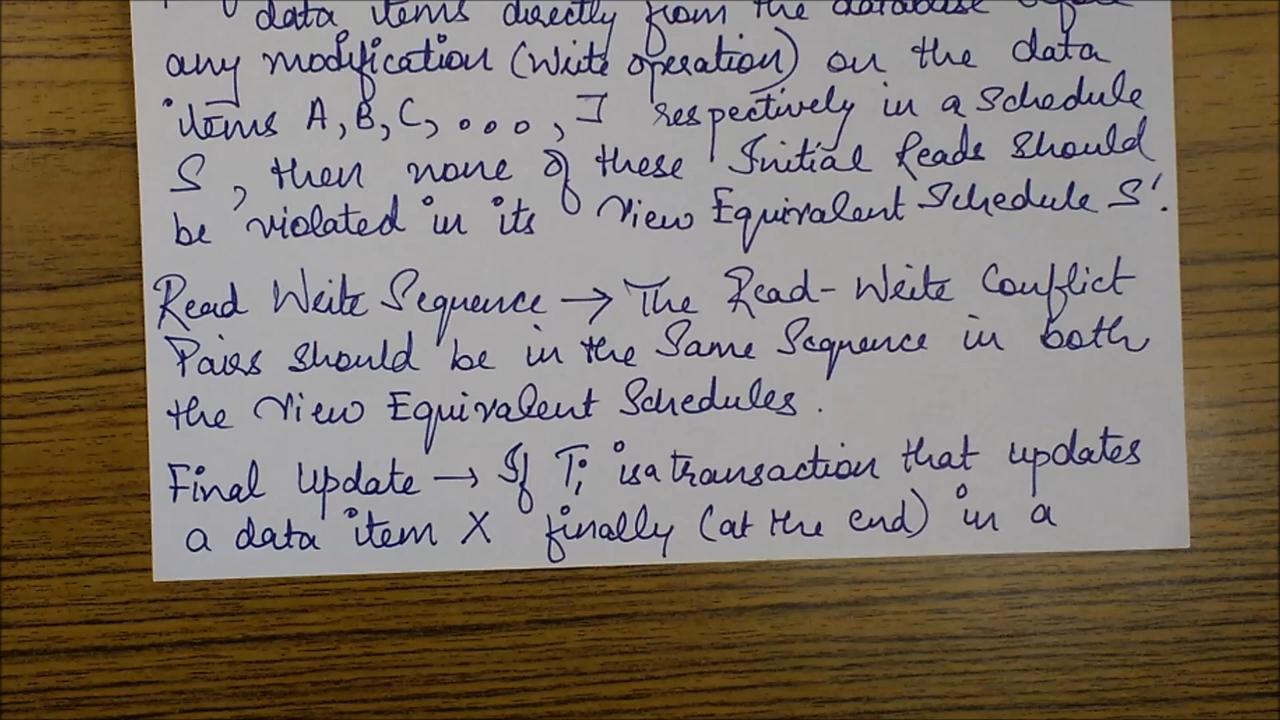 data items directly from the database before
any modification (Write operation) on the data
items A, B, C, ..., I respectively in a schedule
S, then none of these Initial Reads should
be violated in its View Equivalent Schedule S'.
Read Write Sequence → The Read-Write Conflict
Pairs should be in the Same Sequence in both
the View Equivalent Schedules.
Final Update → If Ti is a transaction that updates
a data item X finally (at the end) in a